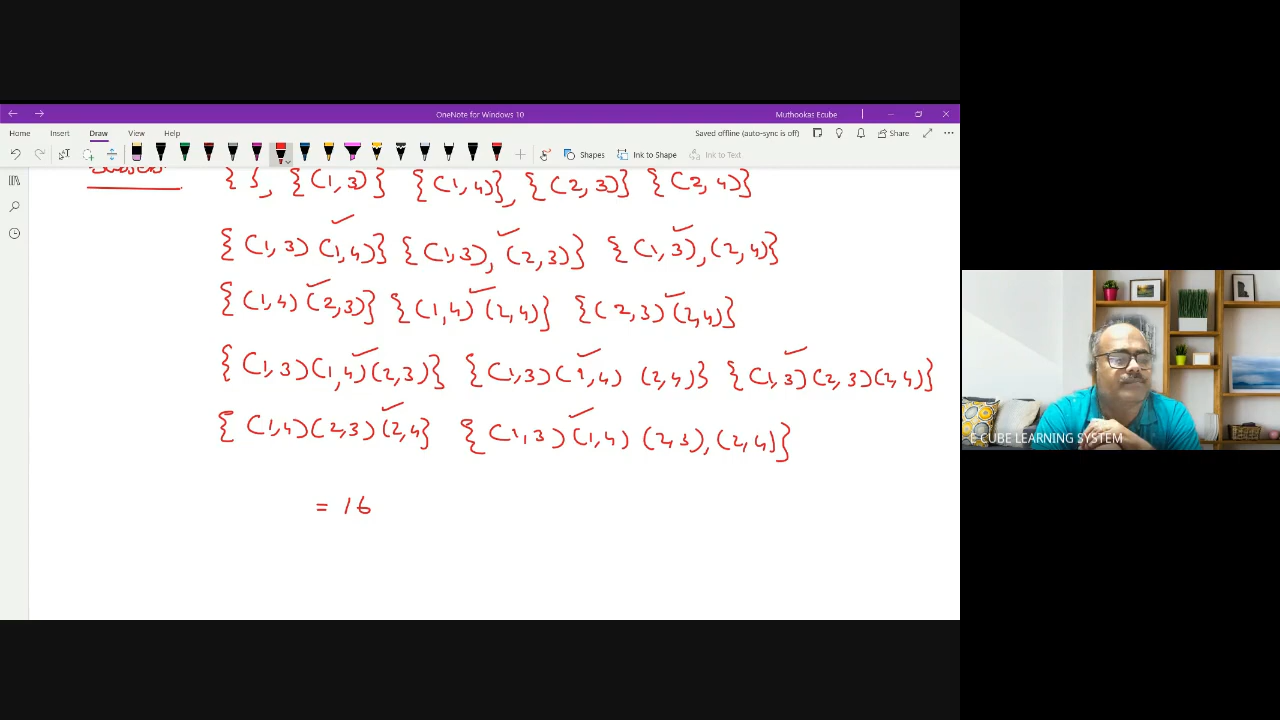 OneNote for Windows 10
Muthookas Ecube
Home Insert Draw View Help
Saved offline (auto-sync is off)
Share
Shapes
Ink to Shape
Ink to Text
{ }, {(1,3)} {(1,4)}, {(2,3)} {(2,4)}
{(1,3) (1,4)} {(1,3), (2,3)} {(1,3), (2,4)}
{(1,4) (2,3)} {(1,4) (2,4)} {(2,3) (2,4)}
{(1,3)(1,4)(2,3)} {(1,3)(1,4) (2,4)} {(1,3)(2,3)(2,4)}
{(1,4)(2,3)(2,4} {(1,3)(1,4) (2,3),(2,4)}
= 16
E CUBE LEARNING SYSTEM